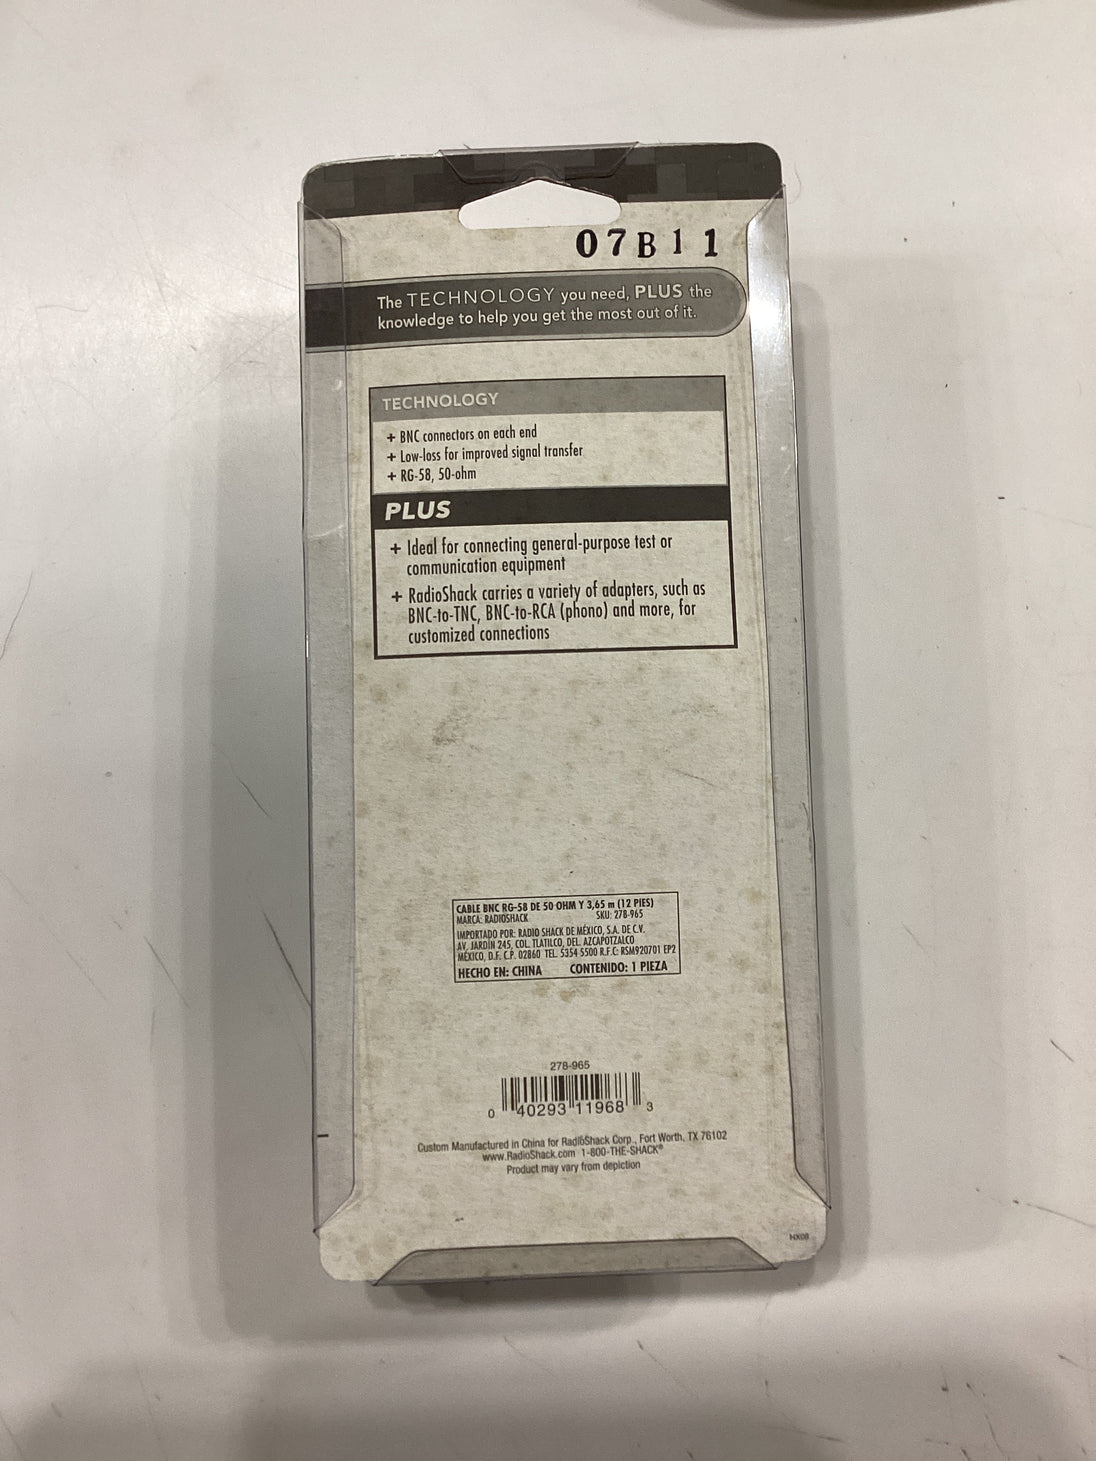 07B11
The TECHNOLOGY you need, PLUS the
knowledge to help you get the most out of it.
TECHNOLOGY
+ BNC connectors on each end
+ Low-loss for improved signal transfer
+ RG-58, 50-ohm
PLUS
+ Ideal for connecting general-purpose test or
communication equipment
+ RadioShack carries a variety of adapters, such as
BNC-to-TNC, BNC-to-RCA (phono) and more, for
customized connections
CABLE BNC RG-58 DE 50 OHM Y 3,65 m (12 PIES)
MARCA: RADIOSHACK SKU: 278-965
IMPORTADO POR: RADIO SHACK DE MÉXICO, S.A. DE C.V.
AV. JARDÍN 245, COL. TLATILCO, DEL. AZCAPOTZALCO
MÉXICO, D.F. C.P. 02860 TEL. 5354 5500 R.F.C: RSM920701 EP2
HECHO EN: CHINA CONTENIDO: 1 PIEZA
278-965
0 40293 11968 3
Custom Manufactured in China for RadioShack Corp., Fort Worth, TX 76102
www.RadioShack.com 1-800-THE-SHACK®
Product may vary from depiction
HX08